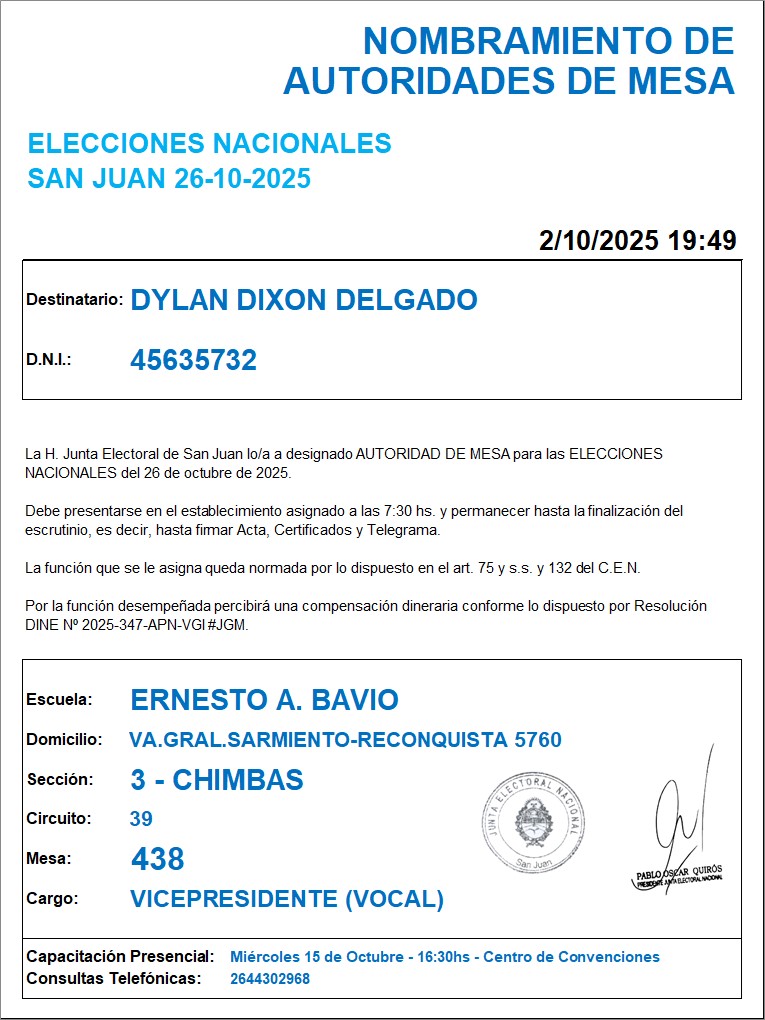 NOMBRAMIENTO DE
AUTORIDADES DE MESA
ELECCIONES NACIONALES
SAN JUAN 26-10-2025
2/10/2025 19:49
Destinatario: DYLAN DIXON DELGADO
D.N.I.: 45635732
La H. Junta Electoral de San Juan lo/a a designado AUTORIDAD DE MESA para las ELECCIONES
NACIONALES del 26 de octubre de 2025.
Debe presentarse en el establecimiento asignado a las 7:30 hs. y permanecer hasta la finalización del
escrutinio, es decir, hasta firmar Acta, Certificados y Telegrama.
La función que se le asigna queda normada por lo dispuesto en el art. 75 y s.s. y 132 del C.E.N.
Por la función desempeñada percibirá una compensación dineraria conforme lo dispuesto por Resolución
DINE Nº 2025-347-APN-VGI#JGM.
Escuela: ERNESTO A. BAVIO
Domicilio: VA.GRAL.SARMIENTO-RECONQUISTA 5760
Sección: 3 - CHIMBAS
Circuito: 39
Mesa: 438
Cargo: VICEPRESIDENTE (VOCAL)
JUNTA ELECTORAL NACIONAL
San Juan
PABLO OSCAR QUIRÓS
PRESIDENTE JUNTA ELECTORAL NACIONAL
Capacitación Presencial: Miércoles 15 de Octubre - 16:30hs - Centro de Convenciones
Consultas Telefónicas: 2644302968